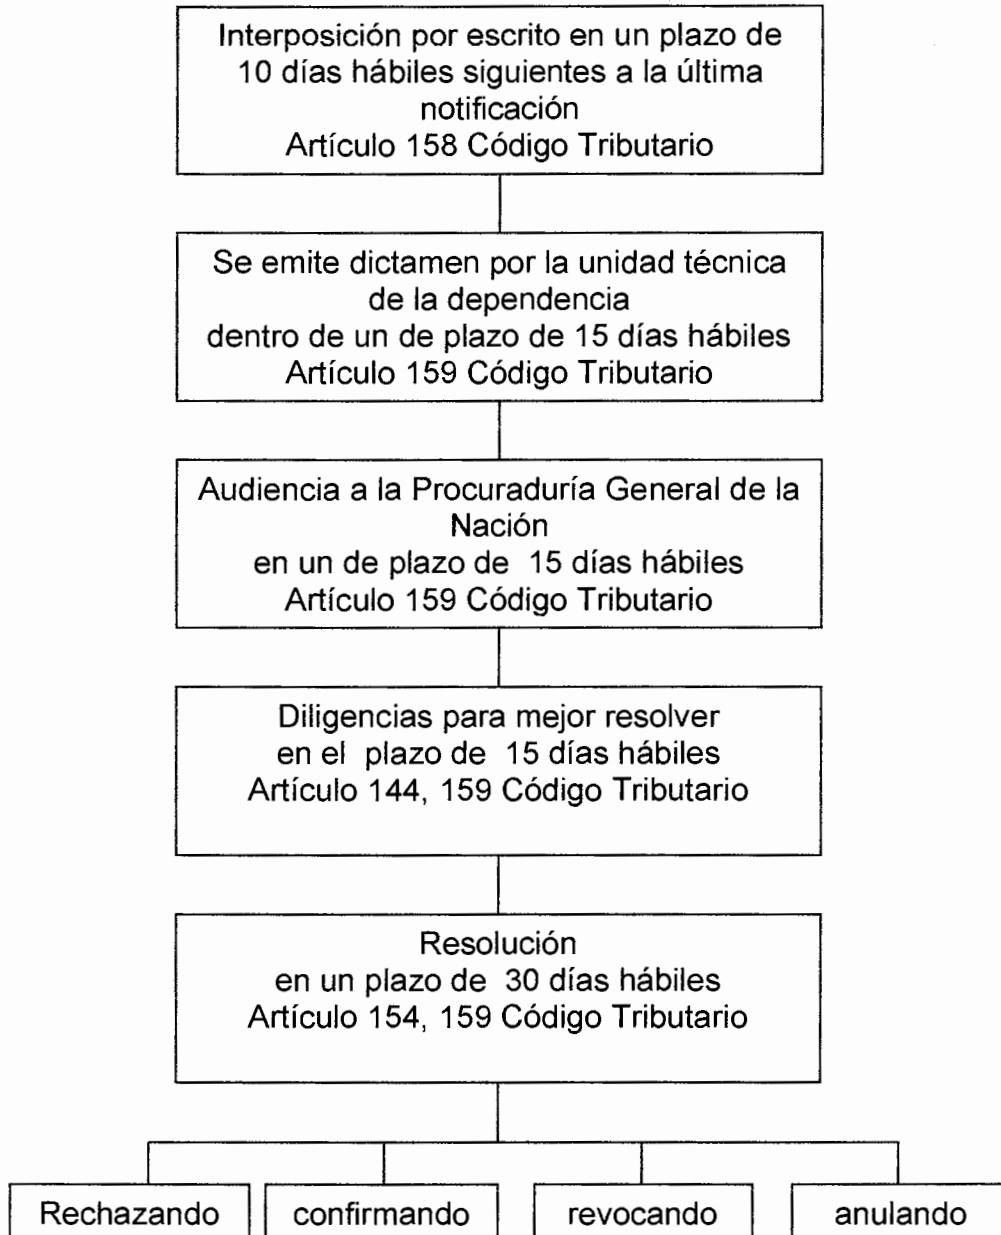 Interposición por escrito en un plazo de
10 días hábiles siguientes a la última
notificación
Artículo 158 Código Tributario
Se emite dictamen por la unidad técnica
de la dependencia
dentro de un de plazo de 15 días hábiles
Artículo 159 Código Tributario
Audiencia a la Procuraduría General de la
Nación
en un de plazo de 15 días hábiles
Artículo 159 Código Tributario
Diligencias para mejor resolver
en el plazo de 15 días hábiles
Artículo 144, 159 Código Tributario
Resolución
en un plazo de 30 días hábiles
Artículo 154, 159 Código Tributario
Rechazando confirmando revocando anulando